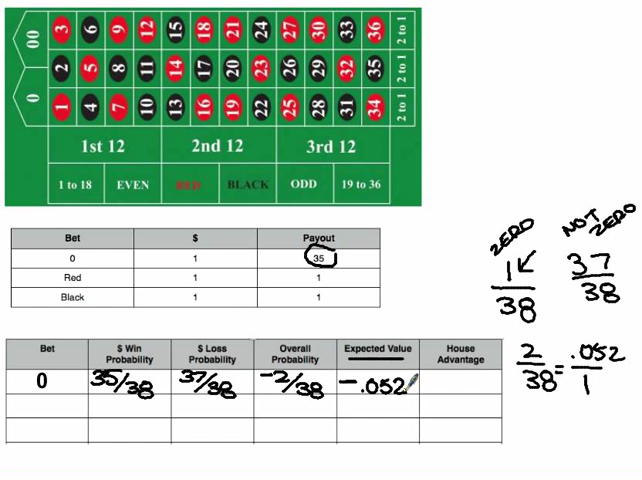 00 3 6 9 12 15 18 21 24 27 30 33 36 2 to 1
2 5 8 11 14 17 20 23 26 29 32 35 2 to 1
0 1 4 7 10 13 16 19 22 25 28 31 34 2 to 1
1st 12 2nd 12 3rd 12
1 to 18 EVEN RED BLACK ODD 19 to 36
Bet $ Payout
0 1 35
Red 1 1
Black 1 1
ZERO NOT ZERO
1/38 37/38
Bet $ Win Probability $ Loss Probability Overall Probability Expected Value House Advantage
0 35/38 37/38 -2/38 -.052
2/38 = .052/1